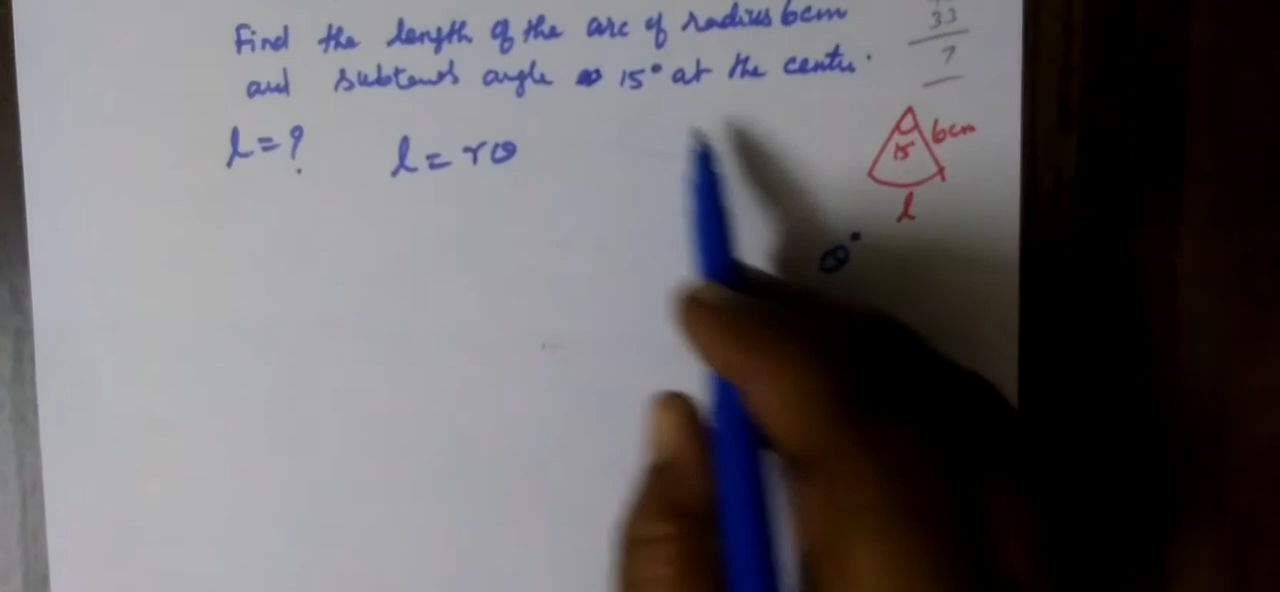 33
7
Find the length of the arc of radius 6cm
and subtends angle 15° at the centre.
l=? l=rθ
15 6cm
l
θ°